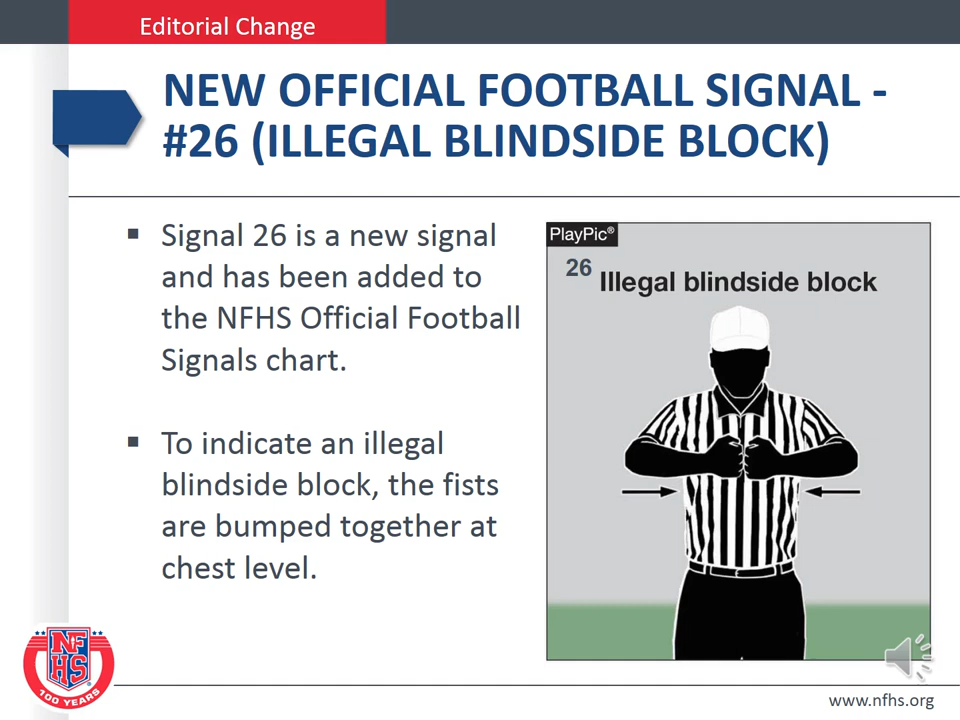 Editorial Change
NEW OFFICIAL FOOTBALL SIGNAL -
#26 (ILLEGAL BLINDSIDE BLOCK)
▪ Signal 26 is a new signal
and has been added to
the NFHS Official Football
Signals chart.
▪ To indicate an illegal
blindside block, the fists
are bumped together at
chest level.
PlayPic®
26 Illegal blindside block
NF
HS®
100 YEARS
www.nfhs.org